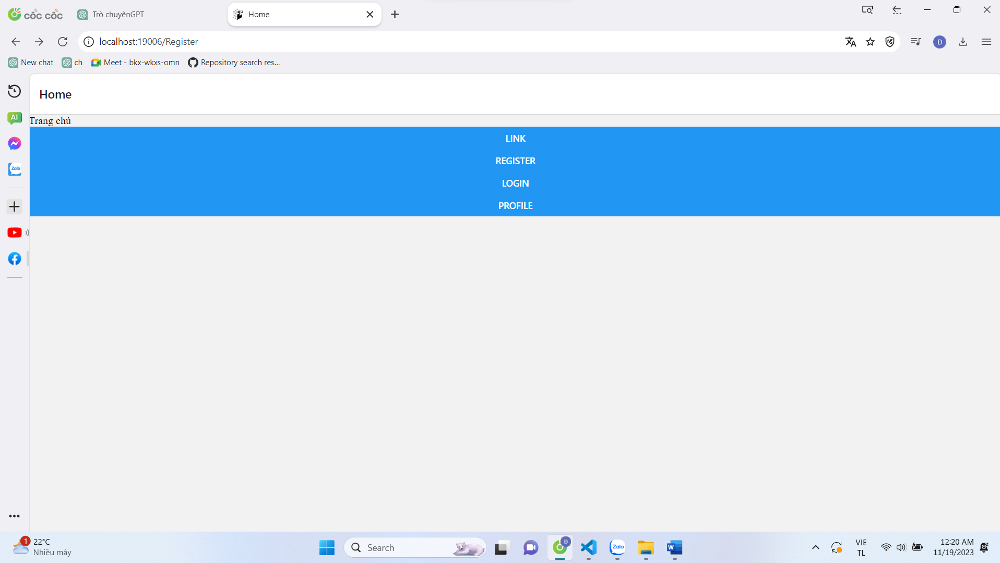 cốc cốc
Trò chuyệnGPT
Home
localhost:19006/Register
Đ
New chat
ch
Meet - bkx-wkxs-omn
Repository search res...
Home
AI
Trang chủ
Zalo
LINK
REGISTER
LOGIN
PROFILE
1
22°C
Nhiều mây
Search
Đ
Zalo
W
VIE
TL
12:20 AM
11/19/2023